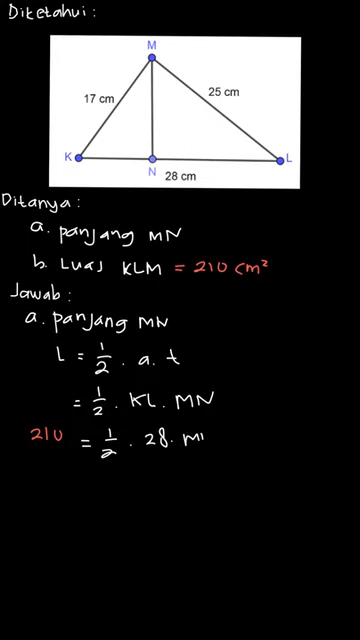 Diketahui:
M
17 cm
25 cm
K
L
N
28 cm
Ditanya:
a. panjang MN
b. Luas KLM = 210 cm²
Jawab:
a. panjang MN
L = 1/2 . a. t
= 1/2 . KL. MN
210 = 1/2 . 28. M